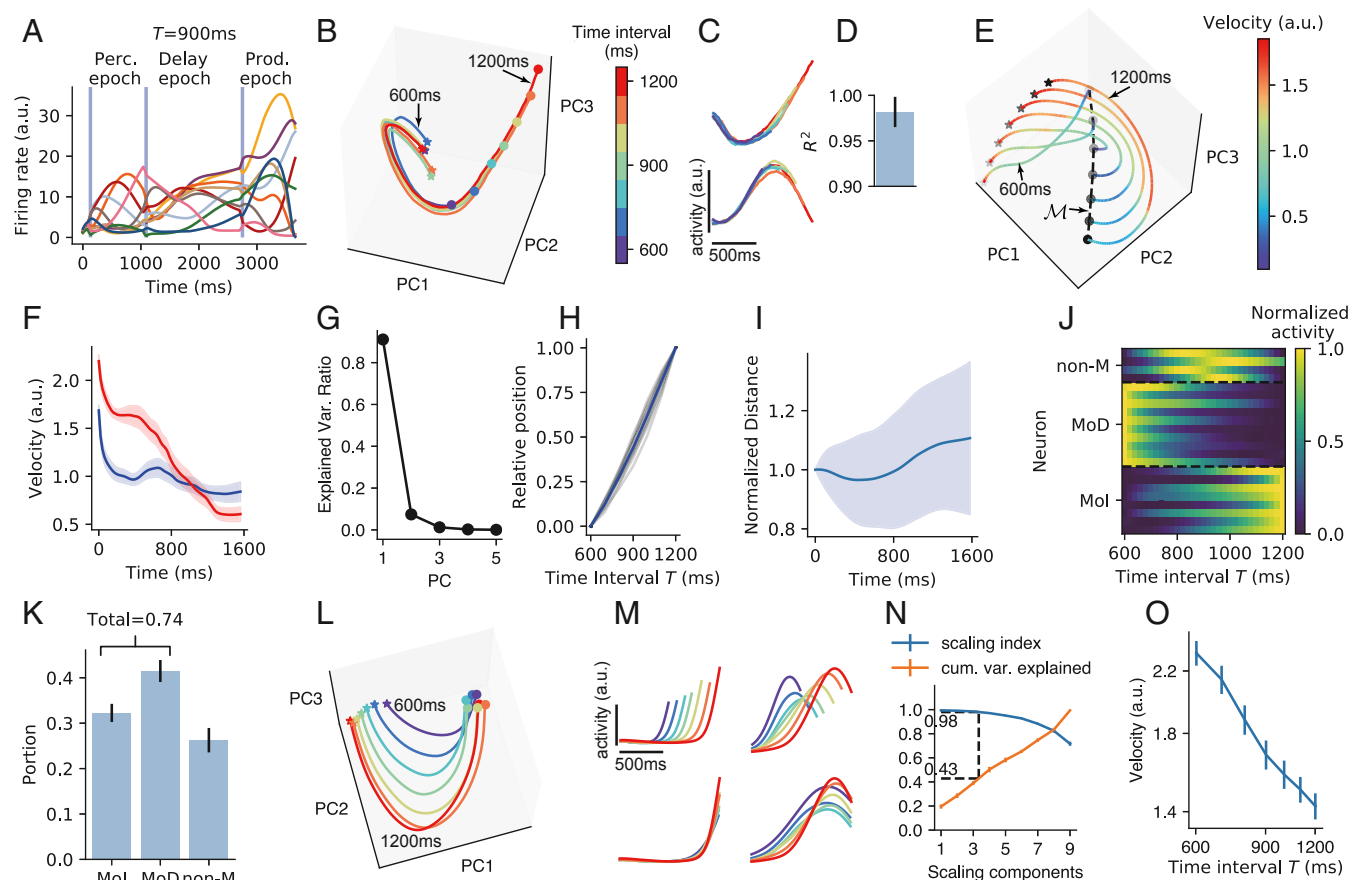 A
T=900ms
Perc. epoch
Delay epoch
Prod. epoch
Firing rate (a.u.)
30
20
10
0
0 1000 2000 3000
Time (ms)
B
1200ms
600ms
PC3
PC2
PC1
Time interval
(ms)
1200
900
600
C
activity (a.u.)
500ms
D
R²
1.00
0.95
0.90
E
1200ms
600ms
M
PC1
PC2
PC3
Velocity (a.u.)
1.5
1.0
0.5
F
Velocity (a.u.)
2.0
1.5
1.0
0.5
0 800 1600
Time (ms)
G
Explained Var. Ratio
0.8
0.6
0.4
0.2
0.0
1 3 5
PC
H
Relative position
1.00
0.75
0.50
0.25
0.00
600 900 1200
Time Interval T (ms)
I
Normalized Distance
1.2
1.0
0.8
0 800 1600
Time (ms)
J
Neuron
non-M
MoD
MoI
600 800 1000 1200
Time interval T (ms)
Normalized
activity
1.0
0.5
0.0
K
Total=0.74
Portion
0.4
0.3
0.2
0.1
0.0
MoI MoD non-M
L
PC3
600ms
PC2
1200ms
PC1
M
activity (a.u.)
500ms
N
scaling index
cum. var. explained
1.0
0.98
0.8
0.6
0.43
0.4
0.2
0.0
1 3 5 7 9
Scaling components
O
Velocity (a.u.)
2.2
1.8
1.4
600 900 1200
Time interval T (ms)